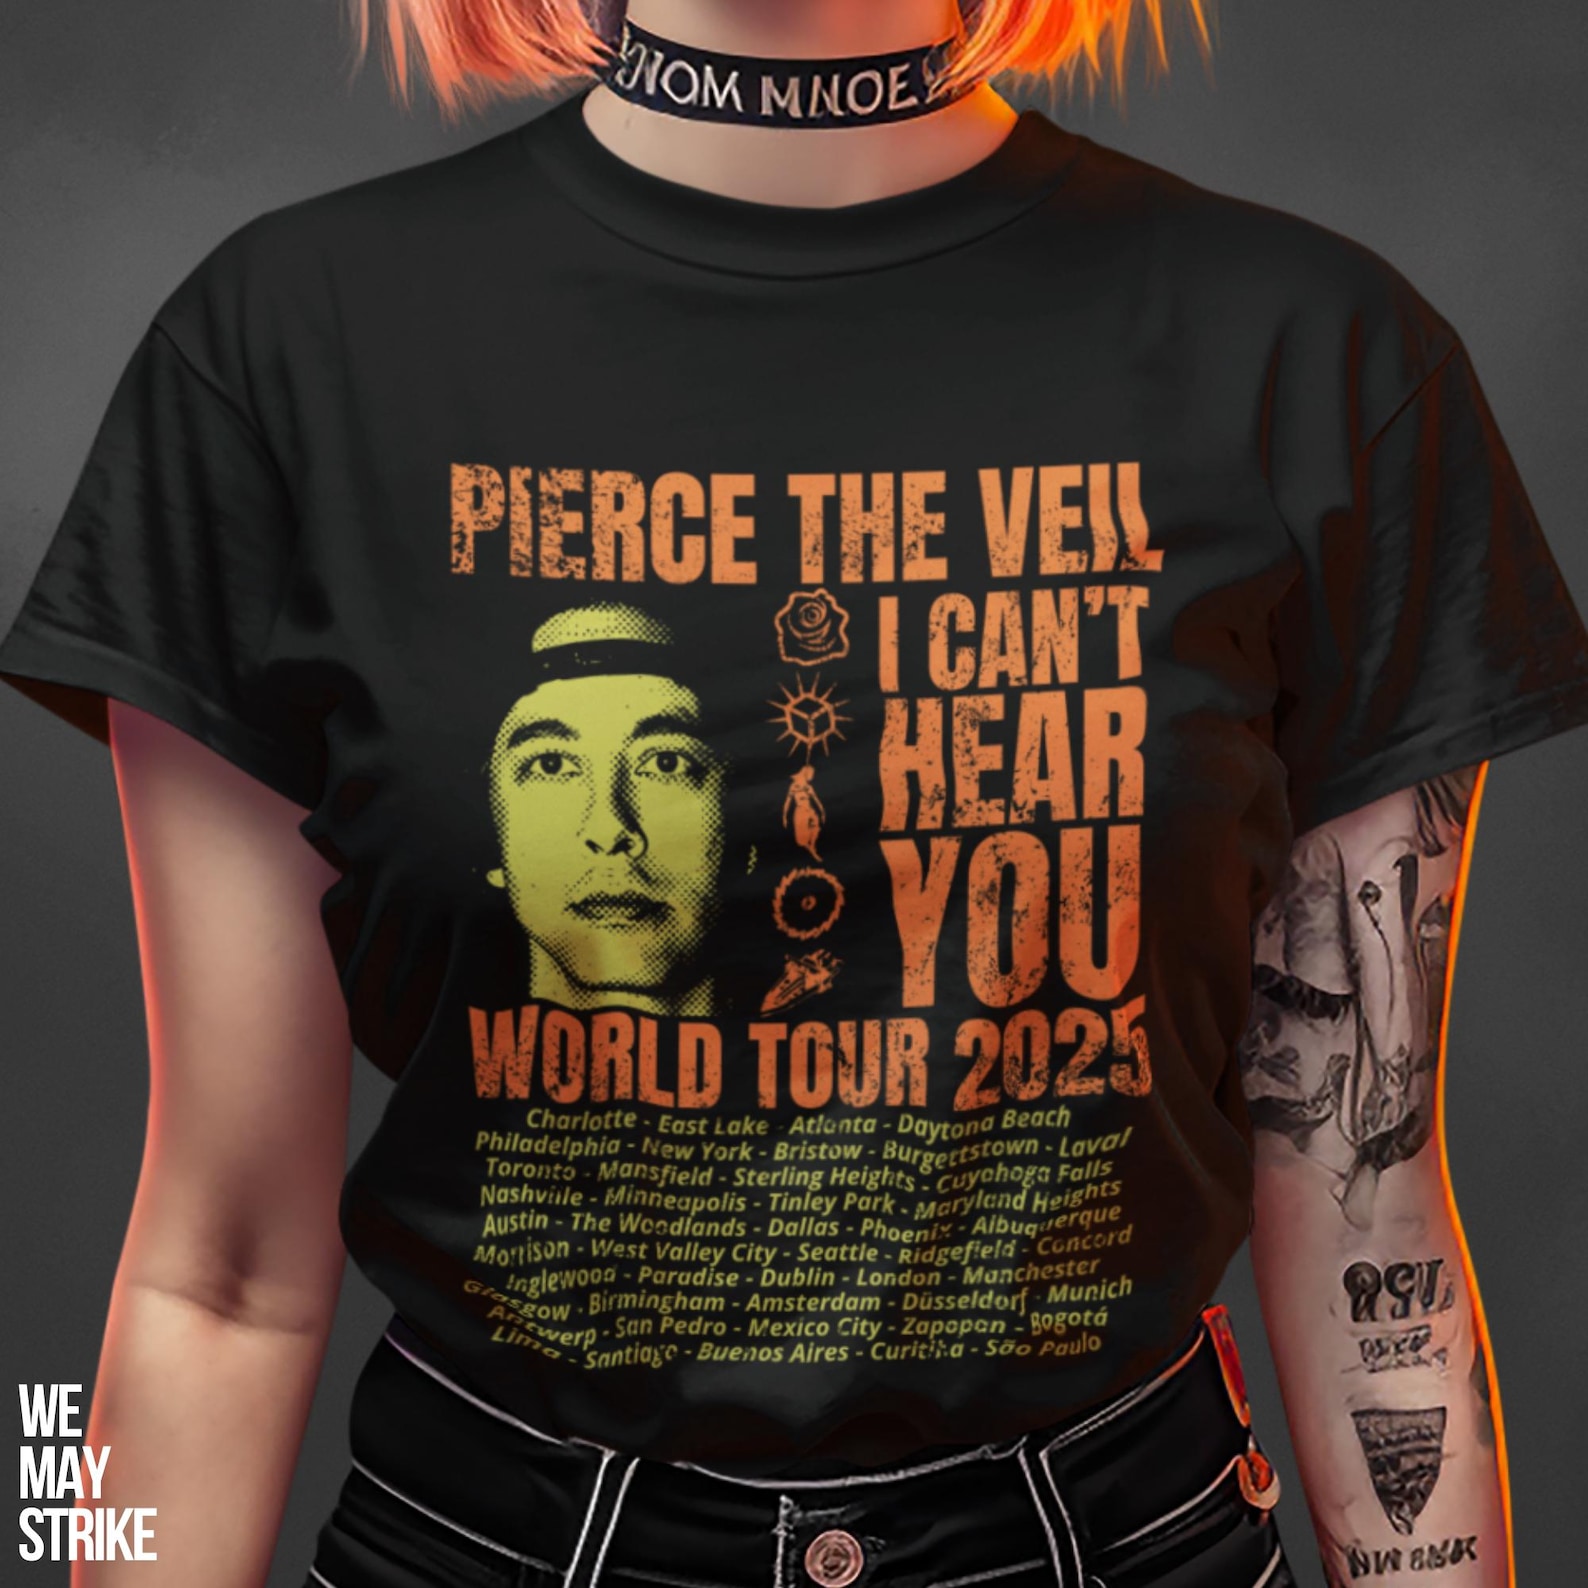 PIERCE THE VEIL
I CAN'T
HEAR
YOU
WORLD TOUR 2025
Charlotte - East Lake - Atlanta - Daytona Beach
Philadelphia - New York - Bristow - Burgettstown - Laval
Toronto - Mansfield - Sterling Heights - Cuyahoga Falls
Nashville - Minneapolis - Tinley Park - Maryland Heights
Austin - The Woodlands - Dallas - Phoenix - Albuquerque
Morrison - West Valley City - Seattle - Ridgefield - Concord
Inglewood - Paradise - Dublin - London - Manchester
Glasgow - Birmingham - Amsterdam - Düsseldorf - Munich
Antwerp - San Pedro - Mexico City - Zapopan - Bogotá
Lima - Santiago - Buenos Aires - Curitiba - São Paulo
WE
MAY
STRIKE